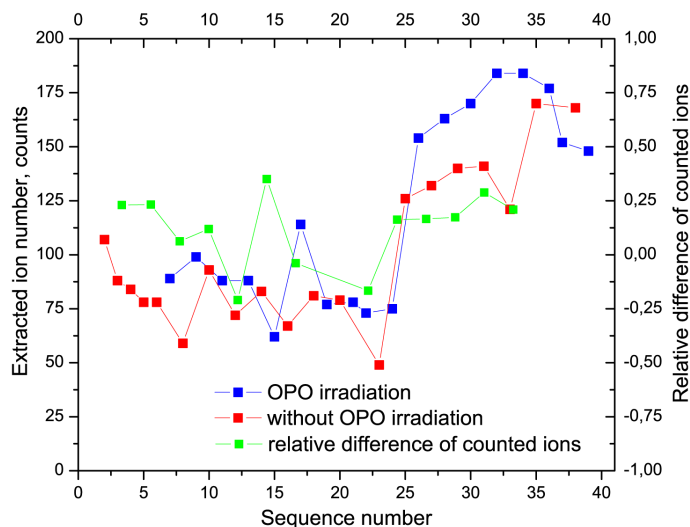 0 5 10 15 20 25 30 35 40
200 1,00
175 0,75
150 0,50
125 0,25
100 0,00
75 -0,25
50 -0,50
25 -0,75
0 -1,00
Extracted ion number, counts
Relative difference of counted ions
OPO irradiation
without OPO irradiation
relative difference of counted ions
0 5 10 15 20 25 30 35 40
Sequence number